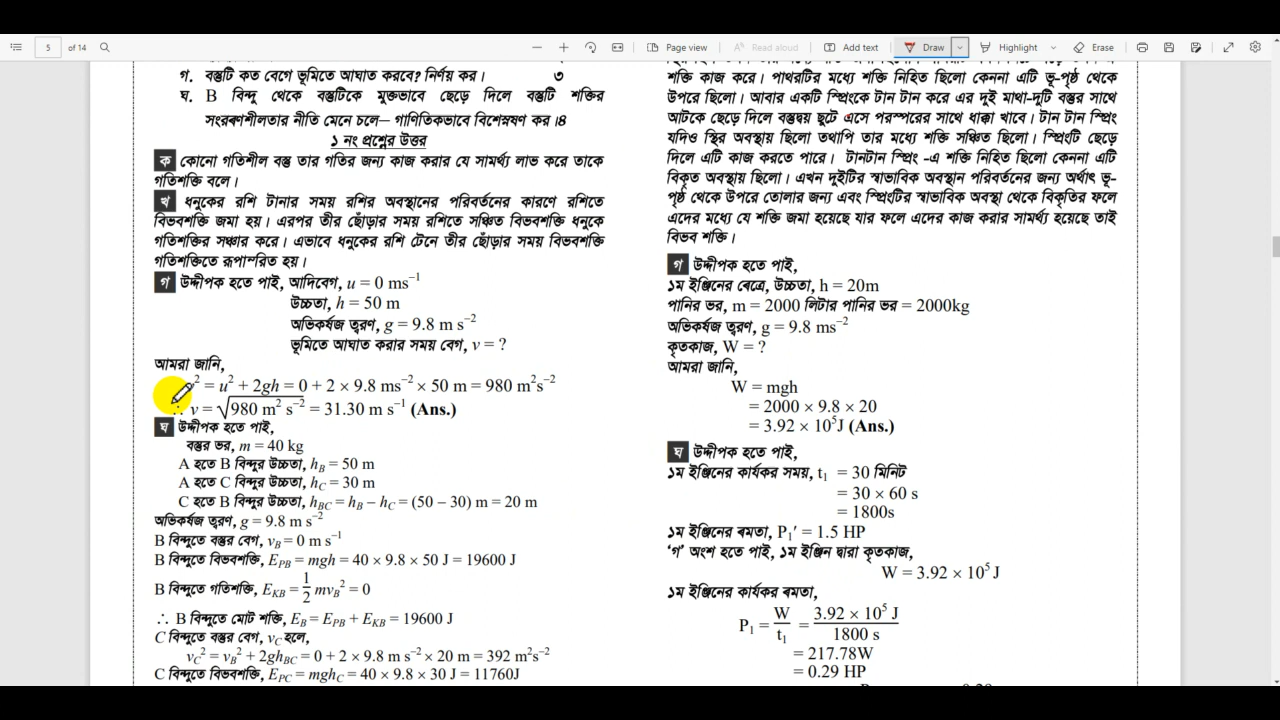 5 of 14
Page view
Read aloud
Add text
Draw
Highlight
Erase
গ. বস্তুটি কত বেগে ভূমিতে আঘাত করবে? নির্ণয় কর। ৩
ঘ. B বিন্দু থেকে বস্তুটিকে মুক্তভাবে ছেড়ে দিলে বস্তুটি শক্তির
সংরৰণশীলতার নীতি মেনে চলে– গাণিতিকভাবে বিশেস্নষণ কর।৪
১ নং প্রশ্নের উত্তর
ক কোনো গতিশীল বস্তু তার গতির জন্য কাজ করার যে সামর্থ্য লাভ করে তাকে
গতিশক্তি বলে।
খ ধনুকের রশি টানার সময় রশির অবস্থানের পরিবর্তনের কারণে রশিতে
বিভবশক্তি জমা হয়। এরপর তীর ছোঁড়ার সময় রশিতে সঞ্চিত বিভবশক্তি ধনুকে
গতিশক্তির সঞ্চার করে। এভাবে ধনুকের রশি টেনে তীর ছোঁড়ার সময় বিভবশক্তি
গতিশক্তিতে রূপান্সরিত হয়।
গ উদ্দীপক হতে পাই, আদিবেগ, u = 0 ms⁻¹
উচ্চতা, h = 50 m
অভিকর্ষজ ত্বরণ, g = 9.8 m s⁻²
ভূমিতে আঘাত করার সময় বেগ, v = ?
আমরা জানি,
v² = u² + 2gh = 0 + 2 × 9.8 ms⁻² × 50 m = 980 m²s⁻²
∴ v = √980 m² s⁻² = 31.30 m s⁻¹ (Ans.)
ঘ উদ্দীপক হতে পাই,
বস্তুর ভর, m = 40 kg
A হতে B বিন্দুর উচ্চতা, h_B = 50 m
A হতে C বিন্দুর উচ্চতা, h_C = 30 m
C হতে B বিন্দুর উচ্চতা, h_BC = h_B – h_C = (50 – 30) m = 20 m
অভিকর্ষজ ত্বরণ, g = 9.8 m s⁻²
B বিন্দুতে বস্তুর বেগ, v_B = 0 m s⁻¹
B বিন্দুতে বিভবশক্তি, E_PB = mgh = 40 × 9.8 × 50 J = 19600 J
B বিন্দুতে গতিশক্তি, E_KB = 1/2 mv_B² = 0
∴ B বিন্দুতে মোট শক্তি, E_B = E_PB + E_KB = 19600 J
C বিন্দুতে বস্তুর বেগ, v_C হলে,
v_C² = v_B² + 2gh_BC = 0 + 2 × 9.8 m s⁻² × 20 m = 392 m²s⁻²
C বিন্দুতে বিভবশক্তি, E_PC = mgh_C = 40 × 9.8 × 30 J = 11760J
শক্তি কাজ করে। পাথরটির মধ্যে শক্তি নিহিত ছিলো কেননা এটি ভূ-পৃষ্ঠ থেকে
উপরে ছিলো। আবার একটি স্প্রিংকে টান টান করে এর দুই মাথা-দুটি বস্তুর সাথে
আটকে ছেড়ে দিলে বস্তুদ্বয় ছুটে এসে পরস্পরের সাথে ধাক্কা খাবে। টান টান স্প্রিং
যদিও স্থির অবস্থায় ছিলো তথাপি তার মধ্যে শক্তি সঞ্চিত ছিলো। স্প্রিংটি ছেড়ে
দিলে এটি কাজ করতে পারে। টানটান স্প্রিং -এ শক্তি নিহিত ছিলো কেননা এটি
বিকৃত অবস্থায় ছিলো। এখন দুইটির স্বাভাবিক অবস্থান পরিবর্তনের জন্য অর্থাৎ ভূ-
পৃষ্ঠ থেকে উপরে তোলার জন্য এবং স্প্রিংটির স্বাভাবিক অবস্থা থেকে বিকৃতির ফলে
এদের মধ্যে যে শক্তি জমা হয়েছে যার ফলে এদের কাজ করার সামর্থ্য হয়েছে তাই
বিভব শক্তি।
গ উদ্দীপক হতে পাই,
১ম ইঞ্জিনের ৰেত্রে, উচ্চতা, h = 20m
পানির ভর, m = 2000 লিটার পানির ভর = 2000kg
অভিকর্ষজ ত্বরণ, g = 9.8 ms⁻²
কৃতকাজ, W = ?
আমরা জানি,
W = mgh
= 2000 × 9.8 × 20
= 3.92 × 10⁵J (Ans.)
ঘ উদ্দীপক হতে পাই,
১ম ইঞ্জিনের কার্যকর সময়, t₁ = 30 মিনিট
= 30 × 60 s
= 1800s
১ম ইঞ্জিনের ৰমতা, P₁′ = 1.5 HP
‘গ’ অংশ হতে পাই, ১ম ইঞ্জিন দ্বারা কৃতকাজ,
W = 3.92 × 10⁵ J
১ম ইঞ্জিনের কার্যকর ৰমতা,
P₁ = W/t₁ = 3.92 × 10⁵ J/1800 s
= 217.78W
= 0.29 HP